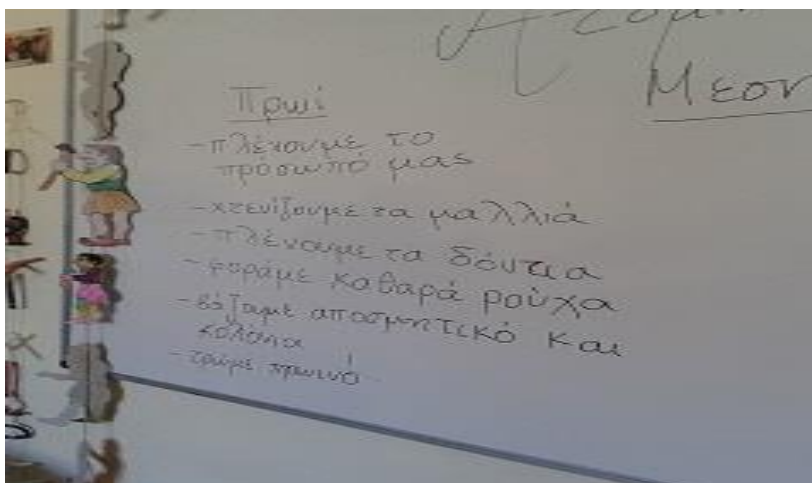 Ατομι
Μεση
Πρωί
-πλένουμε το
πρόσωπό μας
-χτενίζουμε τα μαλλιά
-πλένουμε τα δόντια
-φοράμε καθαρά ρούχα
-βάζουμε αποσμητικό και
κολόνια
-τρώμε πρωινό